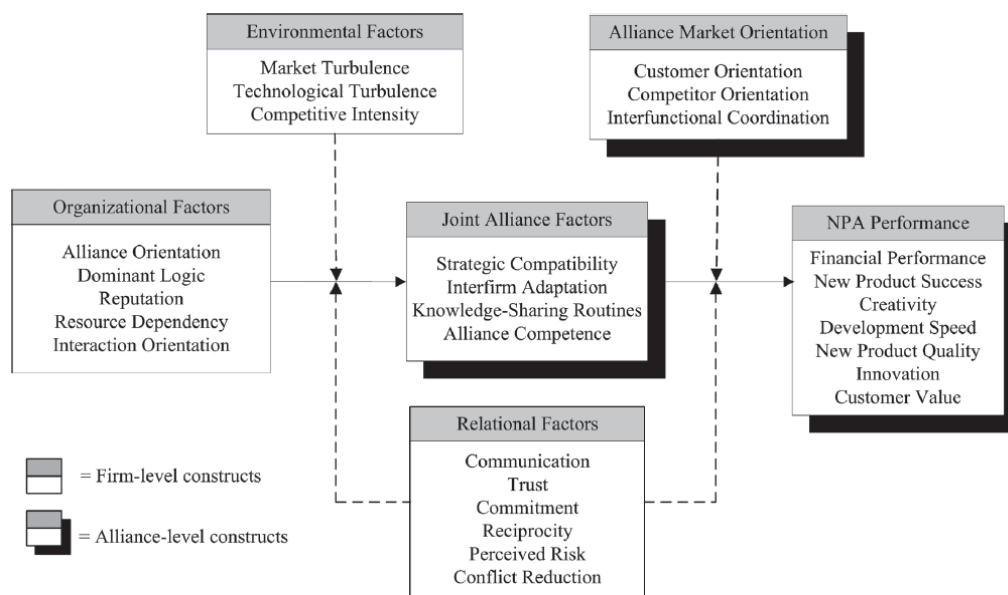 Environmental Factors
Market Turbulence
Technological Turbulence
Competitive Intensity
Alliance Market Orientation
Customer Orientation
Competitor Orientation
Interfunctional Coordination
Organizational Factors
Alliance Orientation
Dominant Logic
Reputation
Resource Dependency
Interaction Orientation
Joint Alliance Factors
Strategic Compatibility
Interfirm Adaptation
Knowledge-Sharing Routines
Alliance Competence
NPA Performance
Financial Performance
New Product Success
Creativity
Development Speed
New Product Quality
Innovation
Customer Value
Relational Factors
Communication
Trust
Commitment
Reciprocity
Perceived Risk
Conflict Reduction
= Firm-level constructs
= Alliance-level constructs